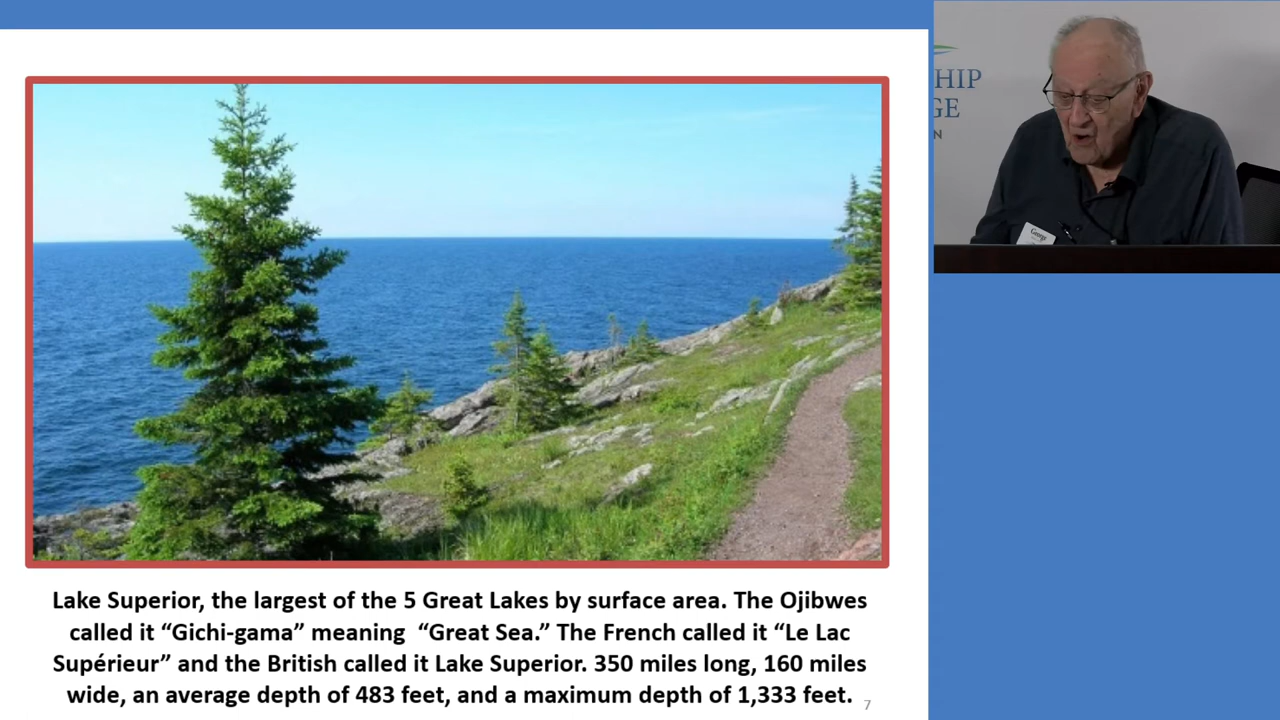 Lake Superior, the largest of the 5 Great Lakes by surface area. The Ojibwes
called it “Gichi-gama” meaning “Great Sea.” The French called it “Le Lac
Supérieur” and the British called it Lake Superior. 350 miles long, 160 miles
wide, an average depth of 483 feet, and a maximum depth of 1,333 feet.
7
HIP
GE
N